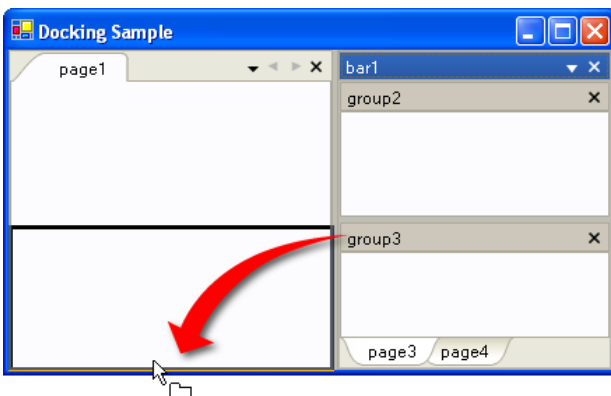 Docking Sample
page1
bar1
group2
group3
page3 page4